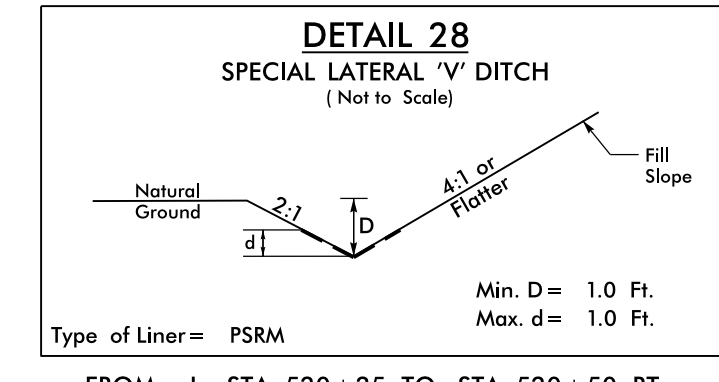 DETAIL 28
SPECIAL LATERAL 'V' DITCH
( Not to Scale)
Natural
Ground
2:1
D
d
4:1 or
Flatter
Fill
Slope
Min. D = 1.0 Ft.
Max. d = 1.0 Ft.
Type of Liner = PSRM